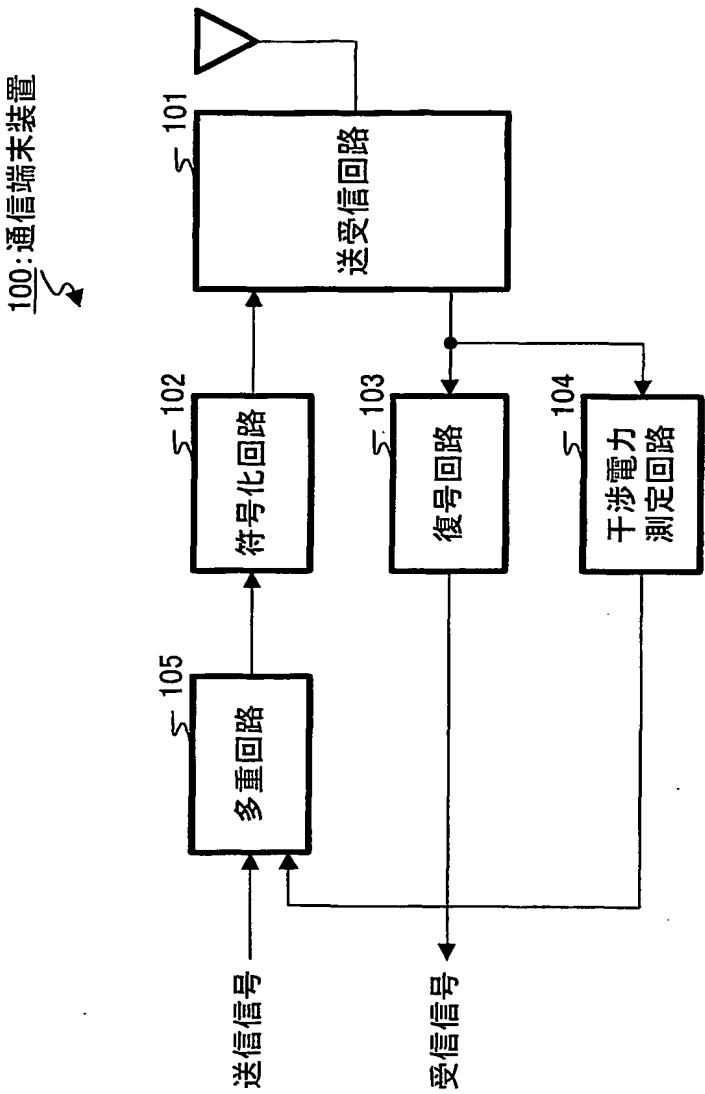 100:通信端末装置
101
送受信回路
102
符号化回路
103
復号回路
104
干渉電力
測定回路
105
多重回路
送信信号
受信信号